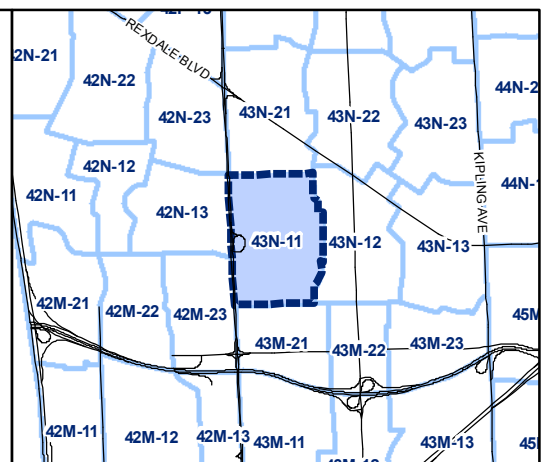 REXDALE BLVD
2N-21
42N-22
42N-23
43N-21
43N-22
43N-23
44N-2
42N-12
42N-11
42N-13
43N-11
43N-12
43N-13
44N-1
KIPLING AVE
42M-21
42M-22
42M-23
43M-21
43M-22
43M-23
45M
42M-11
42M-12
42M-13
43M-11
43M-13